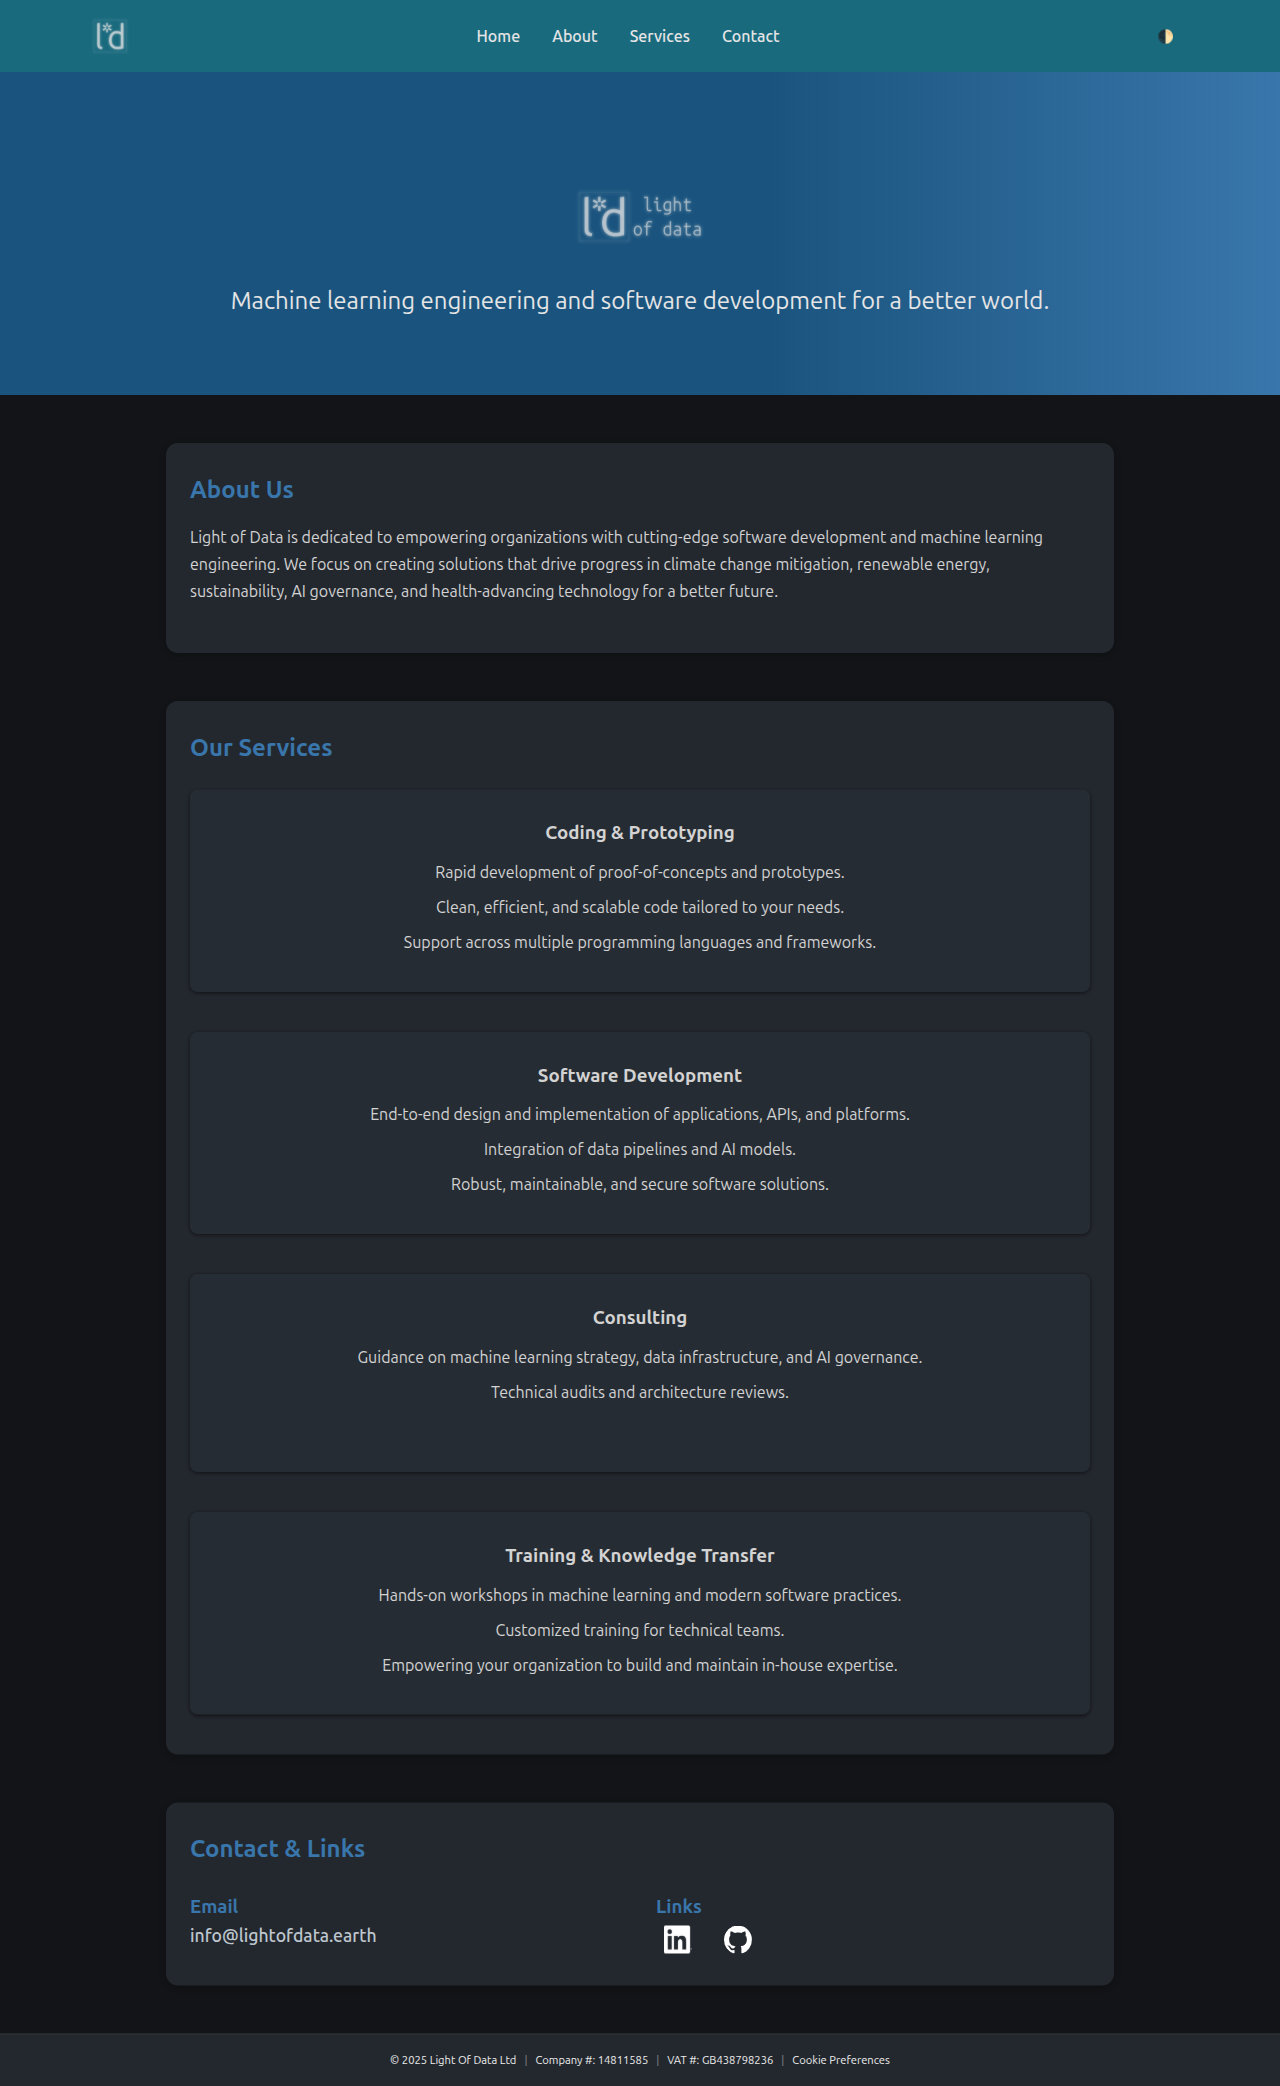 l*d
Home About Services Contact
l*d light
of data
Machine learning engineering and software development for a better world.
About Us
Light of Data is dedicated to empowering organizations with cutting-edge software development and machine learning
engineering. We focus on creating solutions that drive progress in climate change mitigation, renewable energy,
sustainability, AI governance, and health-advancing technology for a better future.
Our Services
Coding & Prototyping
Rapid development of proof-of-concepts and prototypes.
Clean, efficient, and scalable code tailored to your needs.
Support across multiple programming languages and frameworks.
Software Development
End-to-end design and implementation of applications, APIs, and platforms.
Integration of data pipelines and AI models.
Robust, maintainable, and secure software solutions.
Consulting
Guidance on machine learning strategy, data infrastructure, and AI governance.
Technical audits and architecture reviews.
Training & Knowledge Transfer
Hands-on workshops in machine learning and modern software practices.
Customized training for technical teams.
Empowering your organization to build and maintain in-house expertise.
Contact & Links
Email
info@lightofdata.earth
Links
in
© 2025 Light Of Data Ltd | Company #: 14811585 | VAT #: GB438798236 | Cookie Preferences